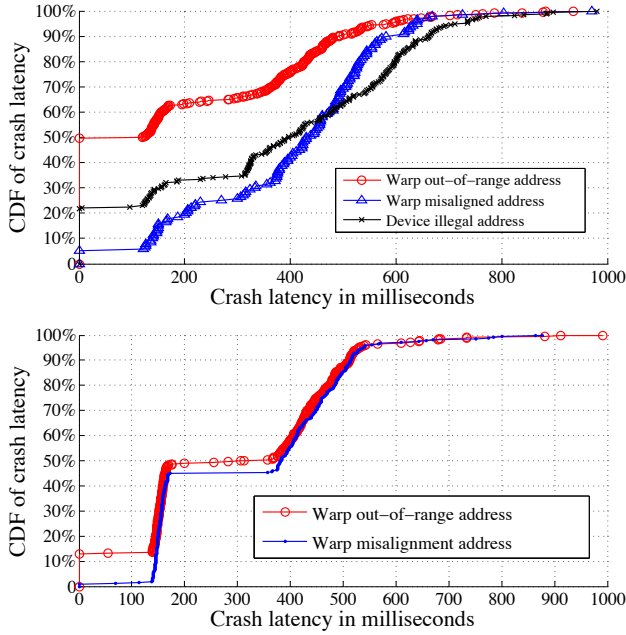 100%
90%
80%
70%
60%
50%
40%
30%
20%
10%
0
CDF of crash latency
Warp out-of-range address
Warp misaligned address
Device illegal address
0 200 400 600 800 1000
Crash latency in milliseconds
100%
90%
80%
70%
60%
50%
40%
30%
20%
10%
0
CDF of crash latency
Warp out-of-range address
Warp misalignment address
0 100 200 300 400 500 600 700 800 900 1000
Crash latency in milliseconds